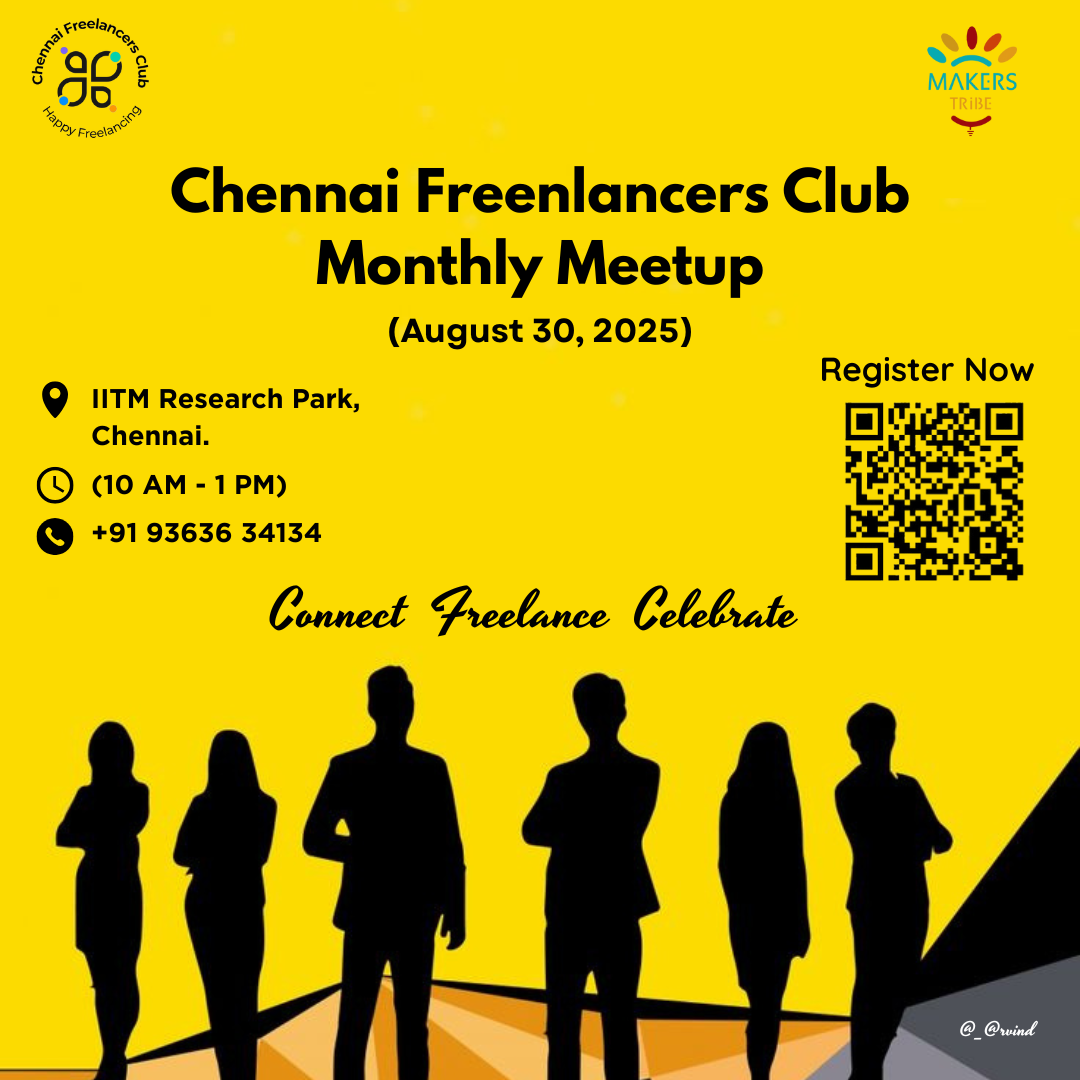 Chennai Freelancers Club
Happy Freelancing
MAKERS
TRiBE
Chennai Freenlancers Club
Monthly Meetup
(August 30, 2025)
Register Now
IITM Research Park,
Chennai.
(10 AM - 1 PM)
+91 93636 34134
Connect Freelance Celebrate
@_@rvind